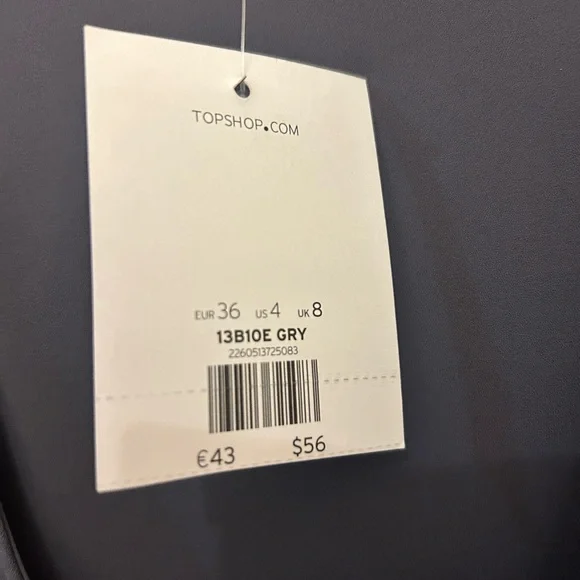 TOPSHOP.COM
EUR 36 US 4 UK 8
13B10E GRY
2260513725083
€43 $56